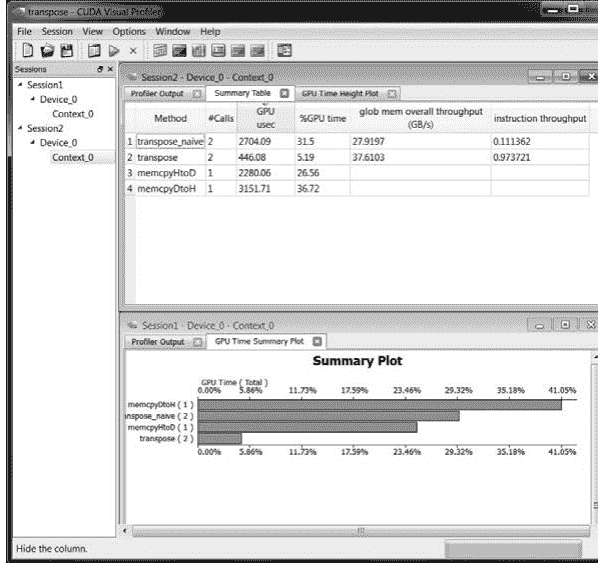 transpose - CUDA Visual Profiler
File Session View Options Window Help
Sessions
Session1
Device_0
Context_0
Session2
Device_0
Context_0
Session2 - Device_0 - Context_0
Profiler Output Summary Table GPU Time Height Plot
Method #Calls GPU usec %GPU time glob mem overall throughput (GB/s) instruction throughput
1 transpose_naive 2 2704.09 31.5 27.9197 0.111362
2 transpose 2 446.08 5.19 37.6103 0.973721
3 memcpyHtoD 1 2280.06 26.56
4 memcpyDtoH 1 3151.71 36.72
Session1 - Device_0 - Context_0
Profiler Output GPU Time Summary Plot
Summary Plot
GPU Time ( Total )
0.00% 5.86% 11.73% 17.59% 23.46% 29.32% 35.18% 41.05%
memcpyDtoH ( 1 )
nspose_naive ( 2 )
memcpyHtoD ( 1 )
transpose ( 2 )
0.00% 5.86% 11.73% 17.59% 23.46% 29.32% 35.18% 41.05%
Hide the column.